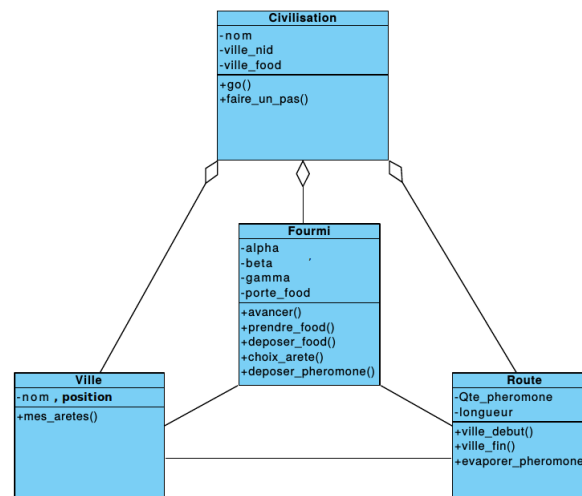 Civilisation
-nom
-ville_nid
-ville_food
+go()
+faire_un_pas()
Fourmi
-alpha
-beta
-gamma
-porte_food
+avancer()
+prendre_food()
+deposer_food()
+choix_arete()
+deposer_pheromone()
Ville
-nom , position
+mes_aretes()
Route
-Qte_pheromone
-longueur
+ville_debut()
+ville_fin()
+evaporer_pheromone